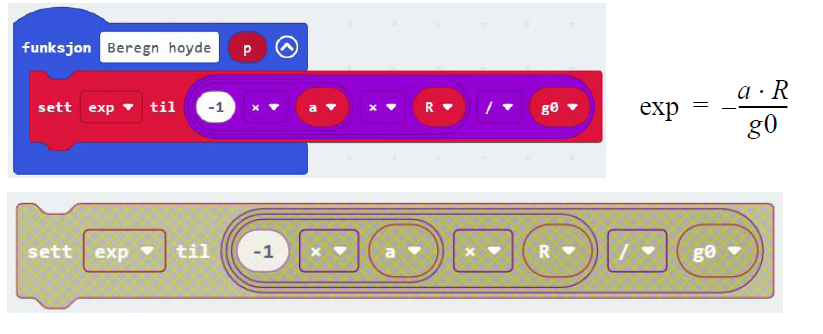 funksjon Beregn hoyde p
sett exp til -1 × a × R / g0
exp = - a · R / g0
sett exp til -1 × a × R / g0